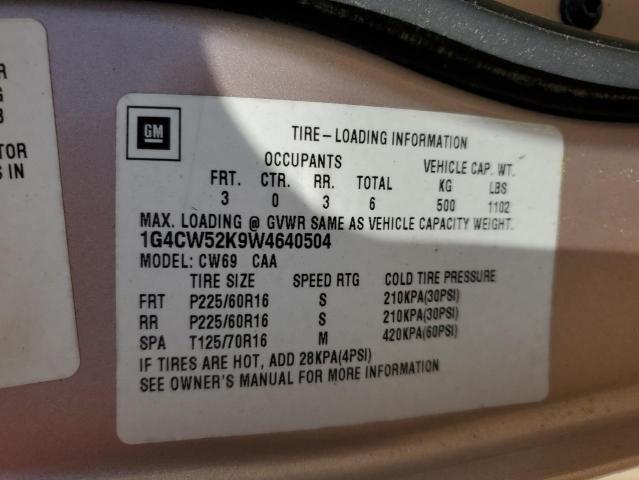 R
G
B
TOR
S IN
GM
TIRE-LOADING INFORMATION
OCCUPANTS VEHICLE CAP. WT.
FRT. CTR. RR. TOTAL KG LBS
3 0 3 6 500 1102
MAX. LOADING @ GVWR SAME AS VEHICLE CAPACITY WEIGHT.
1G4CW52K9W4640504
MODEL: CW69 CAA
TIRE SIZE SPEED RTG COLD TIRE PRESSURE
FRT P225/60R16 S 210KPA(30PSI)
RR P225/60R16 S 210KPA(30PSI)
SPA T125/70R16 M 420KPA(60PSI)
IF TIRES ARE HOT, ADD 28KPA(4PSI)
SEE OWNER'S MANUAL FOR MORE INFORMATION